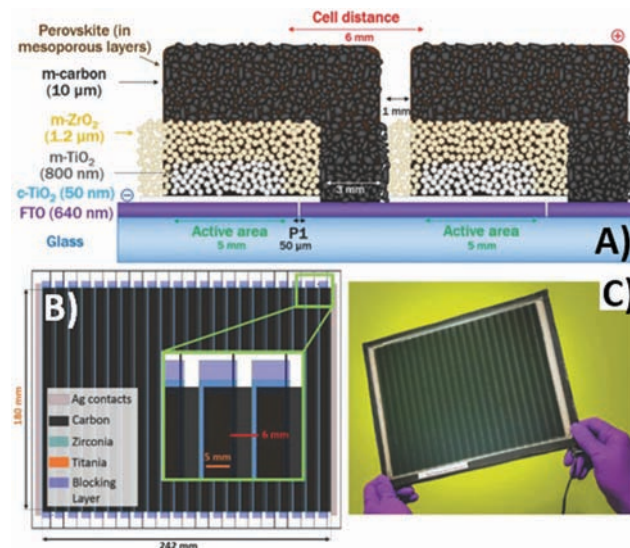 Perovskite (in
mesoporous layers)
m-carbon
(10 µm)
m-ZrO₂
(1.2 µm)
m-TiO₂
(800 nm)
c-TiO₂ (50 nm)
FTO (640 nm)
Glass
Cell distance
6 mm
1 mm
3 mm
Active area
5 mm
P1
50 µm
Active area
5 mm
A)
B)
180 mm
Ag contacts
Carbon
Zirconia
Titania
Blocking
Layer
6 mm
5 mm
242 mm
C)